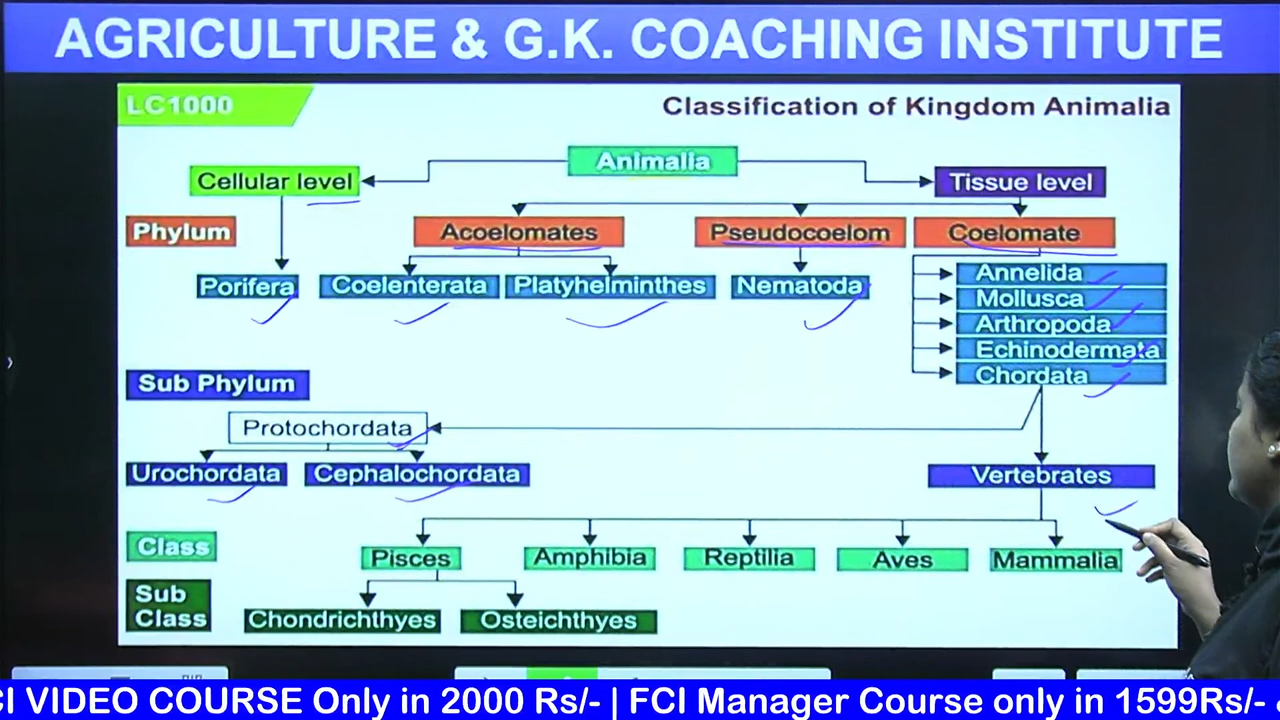 AGRICULTURE & G.K. COACHING INSTITUTE
LC1000
Classification of Kingdom Animalia
Animalia
Cellular level
Tissue level
Phylum
Acoelomates
Pseudocoelom
Coelomate
Porifera
Coelenterata
Platyhelminthes
Nematoda
Annelida
Mollusca
Arthropoda
Echinodermata
Chordata
Sub Phylum
Protochordata
Urochordata
Cephalochordata
Vertebrates
Class
Pisces
Amphibia
Reptilia
Aves
Mammalia
Sub
Class
Chondrichthyes
Osteichthyes
CI VIDEO COURSE Only in 2000 Rs/- | FCI Manager Course only in 1599Rs/-